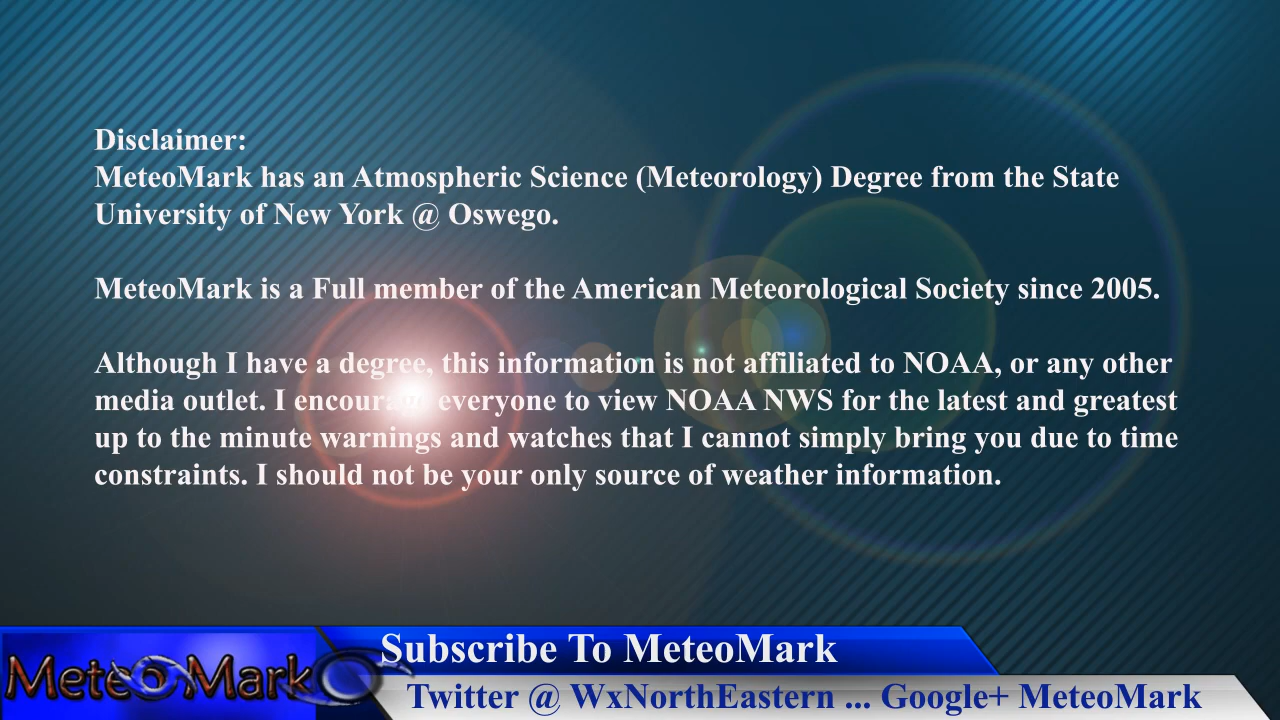 Disclaimer:
MeteoMark has an Atmospheric Science (Meteorology) Degree from the State
University of New York @ Oswego.
MeteoMark is a Full member of the American Meteorological Society since 2005.
Although I have a degree, this information is not affiliated to NOAA, or any other
media outlet. I encourage everyone to view NOAA NWS for the latest and greatest
up to the minute warnings and watches that I cannot simply bring you due to time
constraints. I should not be your only source of weather information.
Subscribe To MeteoMark
MeteoMark
Twitter @ WxNorthEastern ... Google+ MeteoMark